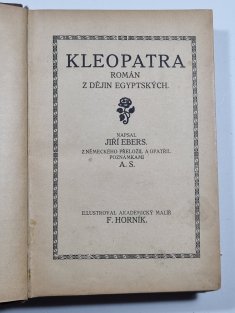 KLEOPATRA
ROMÁN
Z DĚJIN EGYPTSKÝCH.
NAPSAL
JIŘÍ EBERS.
Z NĚMECKÉHO PŘELOŽIL A OPATŘIL
POZNÁMKAMI
A. S.
ILLUSTROVAL AKADEMICKÝ MALÍŘ
F. HORNÍK.